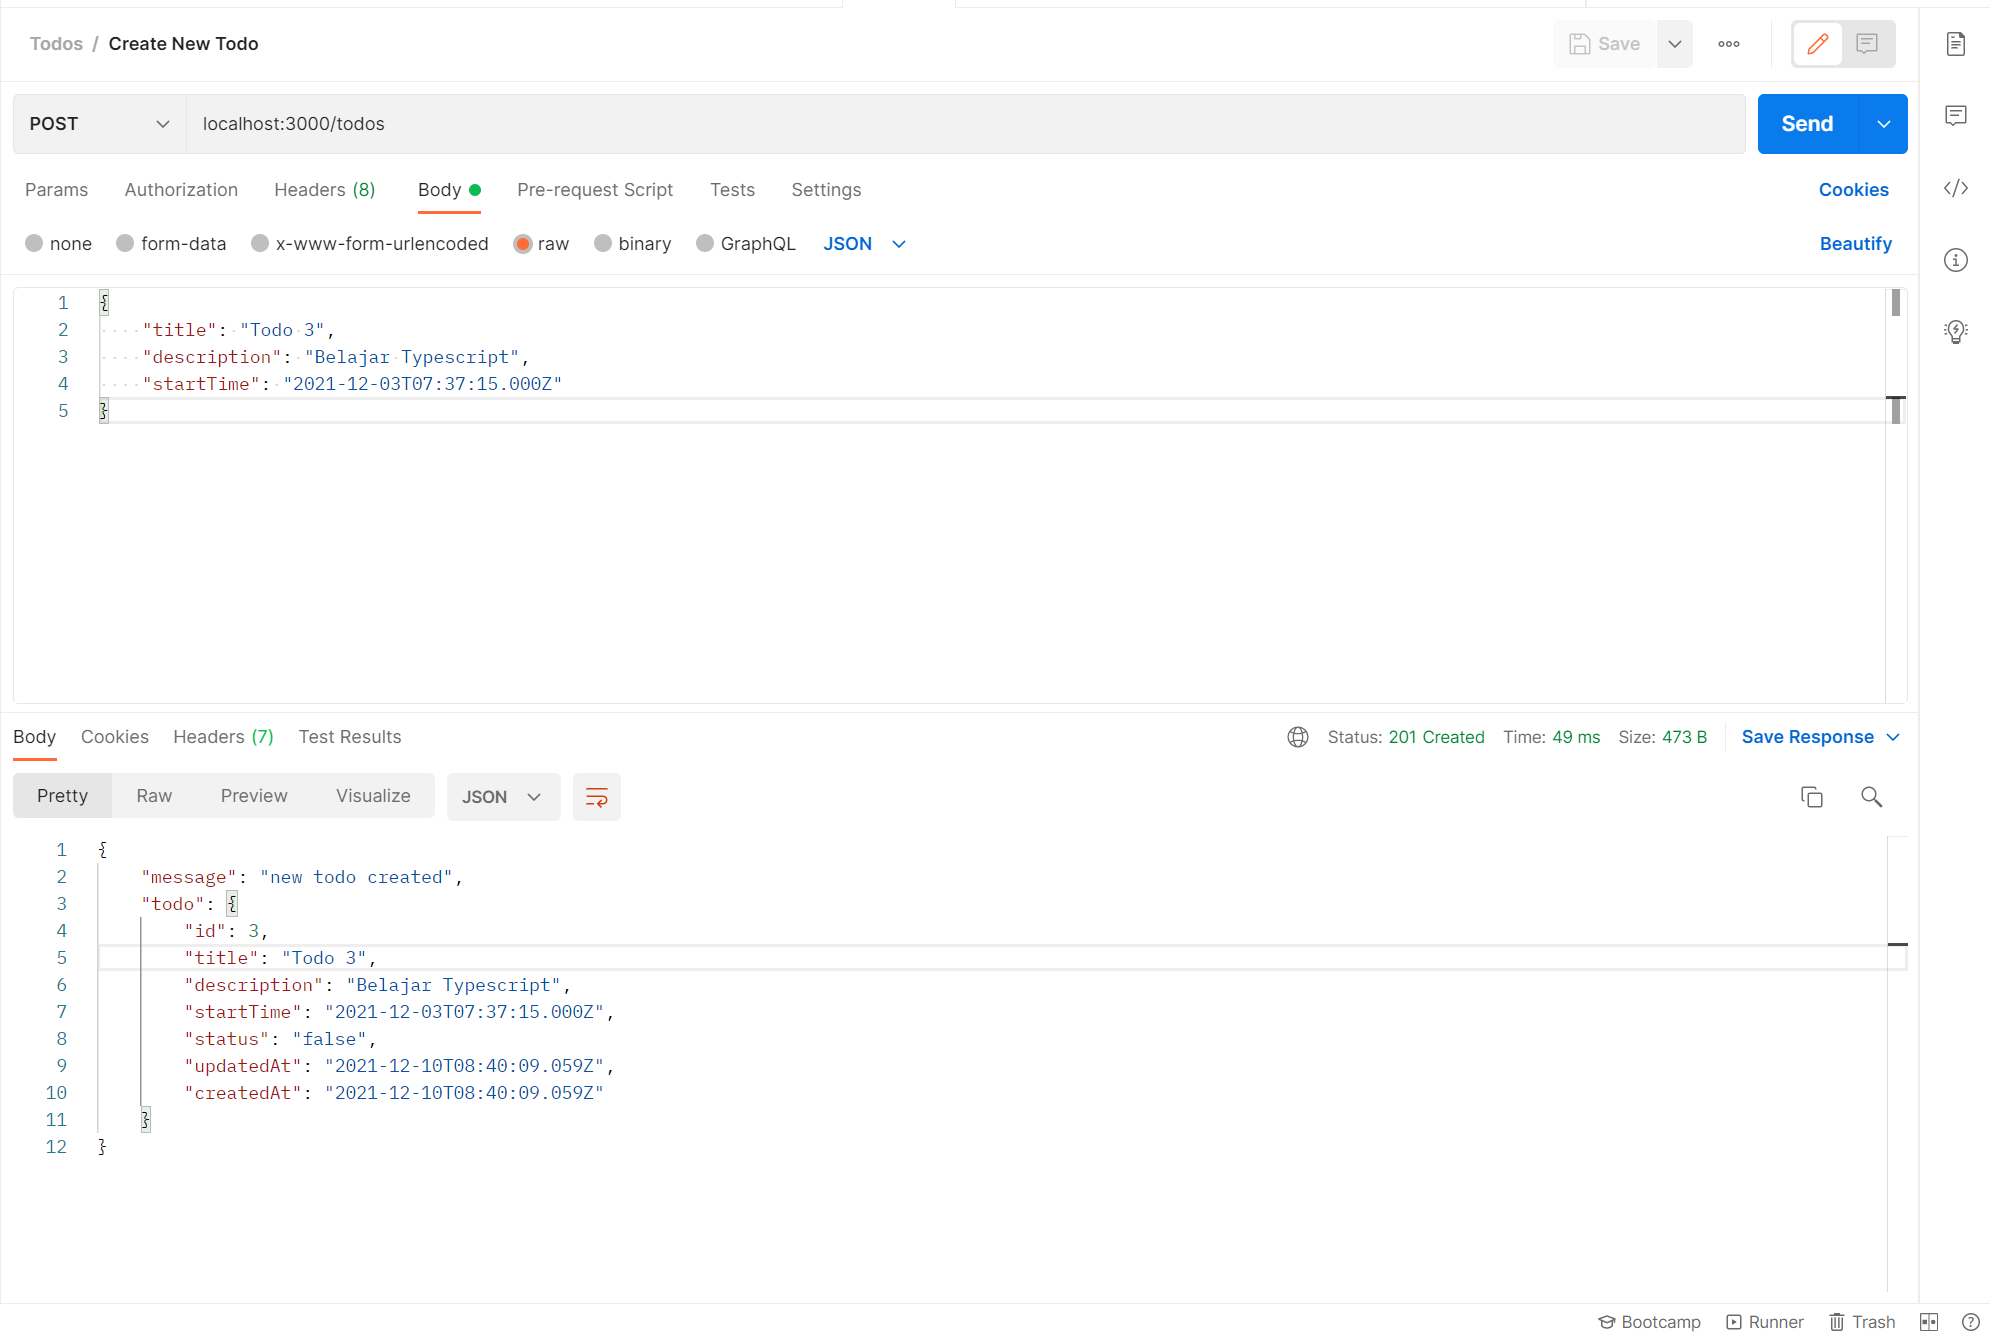 Todos / Create New Todo
Save
POST
localhost:3000/todos
Send
Params Authorization Headers (8) Body Pre-request Script Tests Settings Cookies
none form-data x-www-form-urlencoded raw binary GraphQL JSON Beautify
1 {
2 "title": "Todo 3",
3 "description": "Belajar Typescript",
4 "startTime": "2021-12-03T07:37:15.000Z"
5 }
Body Cookies Headers (7) Test Results Status: 201 Created Time: 49 ms Size: 473 B Save Response
Pretty Raw Preview Visualize JSON
1 {
2 "message": "new todo created",
3 "todo": {
4 "id": 3,
5 "title": "Todo 3",
6 "description": "Belajar Typescript",
7 "startTime": "2021-12-03T07:37:15.000Z",
8 "status": "false",
9 "updatedAt": "2021-12-10T08:40:09.059Z",
10 "createdAt": "2021-12-10T08:40:09.059Z"
11 }
12 }
Bootcamp Runner Trash